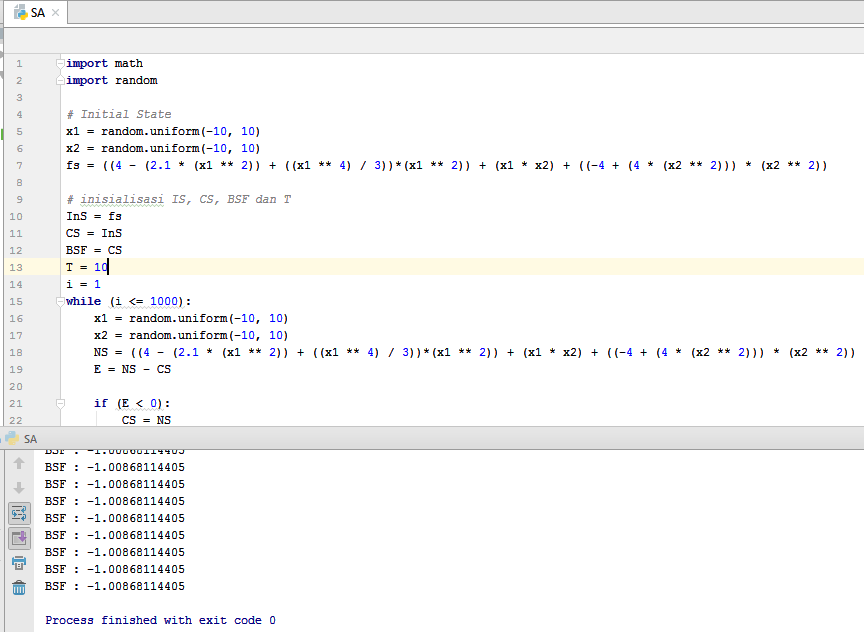 SA
1 import math
2 import random
3
4 # Initial State
5 x1 = random.uniform(-10, 10)
6 x2 = random.uniform(-10, 10)
7 fs = ((4 - (2.1 * (x1 ** 2)) + ((x1 ** 4) / 3))*(x1 ** 2)) + (x1 * x2) + ((-4 + (4 * (x2 ** 2))) * (x2 ** 2))
8
9 # inisialisasi IS, CS, BSF dan T
10 InS = fs
11 CS = InS
12 BSF = CS
13 T = 10
14 i = 1
15 while (i <= 1000):
16 x1 = random.uniform(-10, 10)
17 x2 = random.uniform(-10, 10)
18 NS = ((4 - (2.1 * (x1 ** 2)) + ((x1 ** 4) / 3))*(x1 ** 2)) + (x1 * x2) + ((-4 + (4 * (x2 ** 2))) * (x2 ** 2))
19 E = NS - CS
20
21 if (E < 0):
22 CS = NS
SA
BSF : -1.00868114405
BSF : -1.00868114405
BSF : -1.00868114405
BSF : -1.00868114405
BSF : -1.00868114405
BSF : -1.00868114405
BSF : -1.00868114405
BSF : -1.00868114405
BSF : -1.00868114405
Process finished with exit code 0